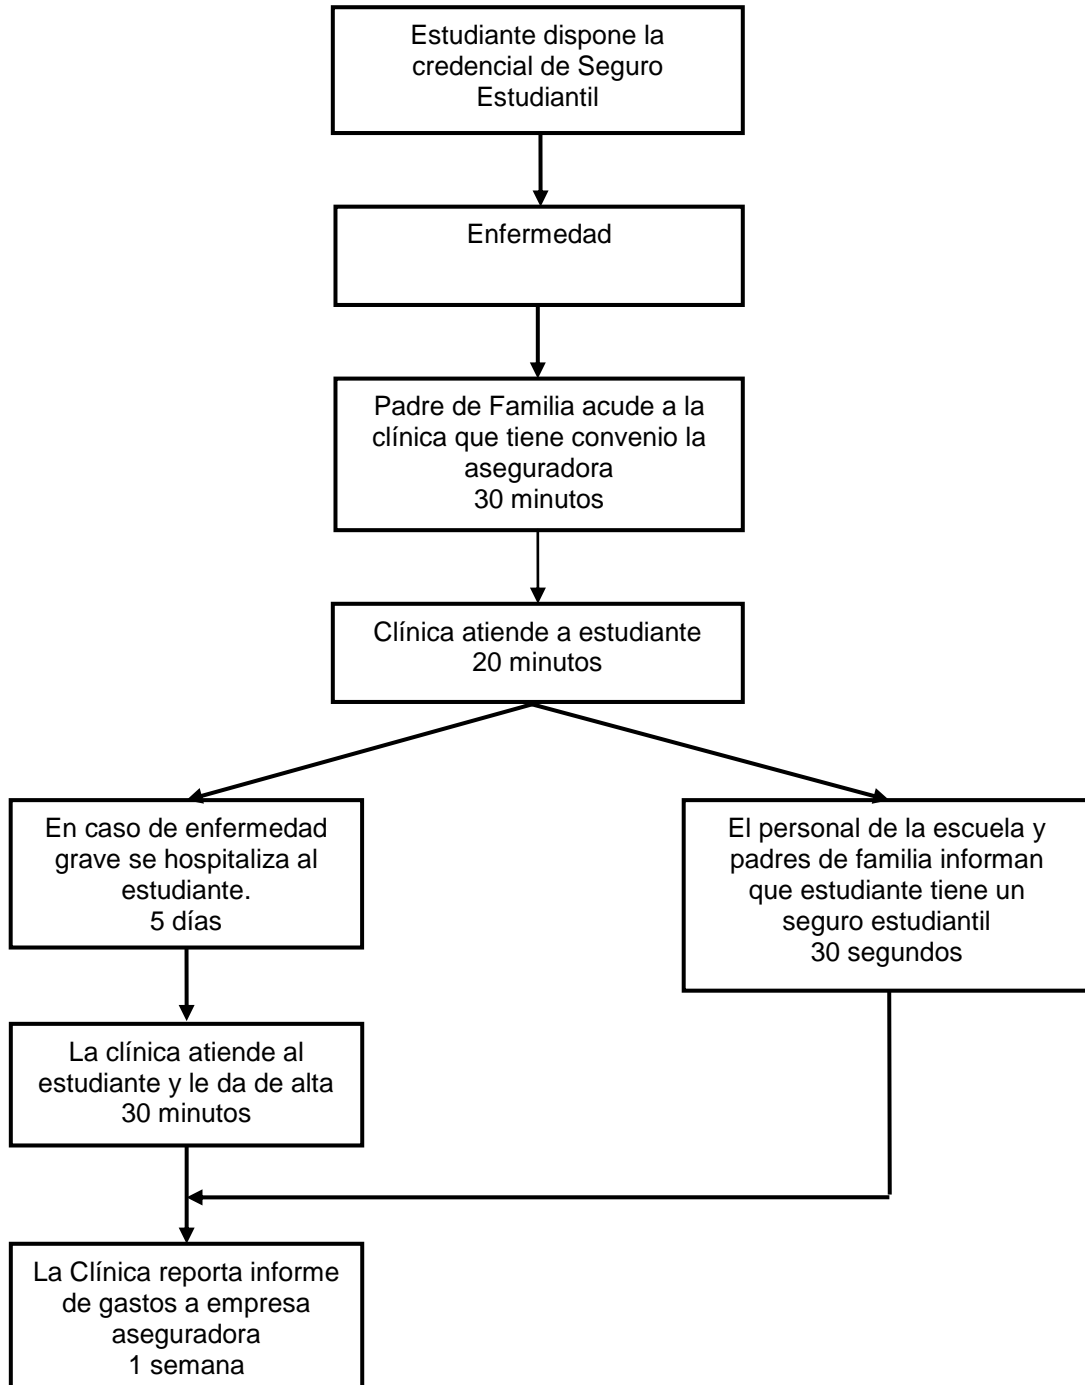 Estudiante dispone la
credencial de Seguro
Estudiantil
Enfermedad
Padre de Familia acude a la
clínica que tiene convenio la
aseguradora
30 minutos
Clínica atiende a estudiante
20 minutos
En caso de enfermedad
grave se hospitaliza al
estudiante.
5 días
El personal de la escuela y
padres de familia informan
que estudiante tiene un
seguro estudiantil
30 segundos
La clínica atiende al
estudiante y le da de alta
30 minutos
La Clínica reporta informe
de gastos a empresa
aseguradora
1 semana